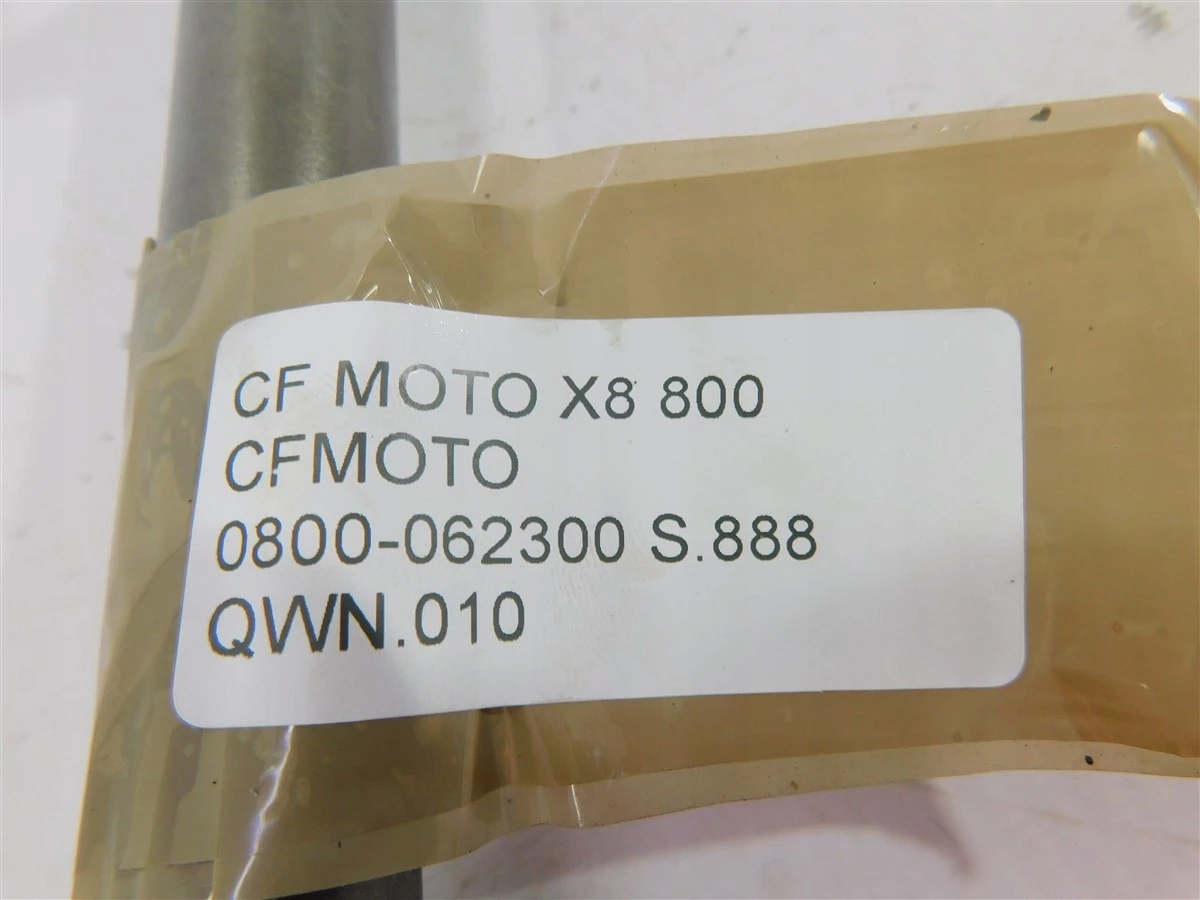 CF MOTO X8 800
CFMOTO
0800-062300 S.888
QWN.010